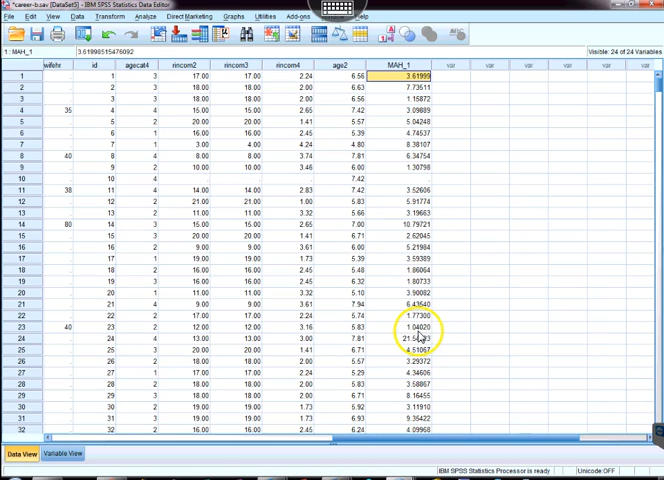 *career-b.sav [DataSet5] - IBM SPSS Statistics Data Editor
File Edit View Data Transform Analyze Direct Marketing Graphs Utilities Add-ons Help
1 : MAH_1 3.61998515476092 Visible: 24 of 24 Variables
wifehr id agecat4 rincom2 rincom3 rincom4 age2 MAH_1 var var var var var
1 . 1 3 17.00 17.00 2.24 6.56 3.61999
2 . 2 3 18.00 18.00 2.00 6.63 7.73511
3 . 3 3 18.00 18.00 2.00 6.56 1.15872
4 35 4 4 15.00 15.00 2.65 7.42 3.09889
5 . 5 2 20.00 20.00 1.41 5.57 5.04248
6 . 6 1 16.00 16.00 2.45 5.39 4.74537
7 . 7 1 3.00 4.00 4.24 4.80 8.38107
8 40 8 4 8.00 8.00 3.74 7.81 6.34754
9 . 9 2 10.00 10.00 3.46 6.00 1.30798
10 . 10 4 . . . 7.42 .
11 38 11 4 14.00 14.00 2.83 7.42 3.52606
12 . 12 2 21.00 21.00 1.00 5.83 5.91774
13 . 13 2 11.00 11.00 3.32 5.66 3.19663
14 80 14 3 15.00 15.00 2.65 7.00 10.79721
15 . 15 3 20.00 20.00 1.41 6.71 2.62045
16 . 16 2 9.00 9.00 3.61 6.00 5.21984
17 . 17 1 19.00 19.00 1.73 5.39 3.59389
18 . 18 2 16.00 16.00 2.45 5.48 1.86064
19 . 19 3 16.00 16.00 2.45 6.32 1.80733
20 . 20 1 11.00 11.00 3.32 5.10 3.90082
21 . 21 4 9.00 9.00 3.61 7.94 6.43540
22 . 22 2 17.00 17.00 2.24 5.74 1.77300
23 40 23 2 12.00 12.00 3.16 5.83 1.04020
24 . 24 4 13.00 13.00 3.00 7.81
25 . 25 3 20.00 20.00 1.41 6.71 4.51067
26 . 26 2 18.00 18.00 2.00 5.57 3.29372
27 . 27 1 17.00 17.00 2.24 5.29 4.34606
28 . 28 2 18.00 18.00 2.00 5.83 3.58867
29 . 29 3 18.00 18.00 2.00 6.71 8.16455
30 . 30 2 19.00 19.00 1.73 5.92 3.11910
31 . 31 3 19.00 19.00 1.73 6.93 9.35422
32 . 32 2 16.00 16.00 2.45 6.24 4.09968
Data View Variable View
IBM SPSS Statistics Processor is ready Unicode:OFF